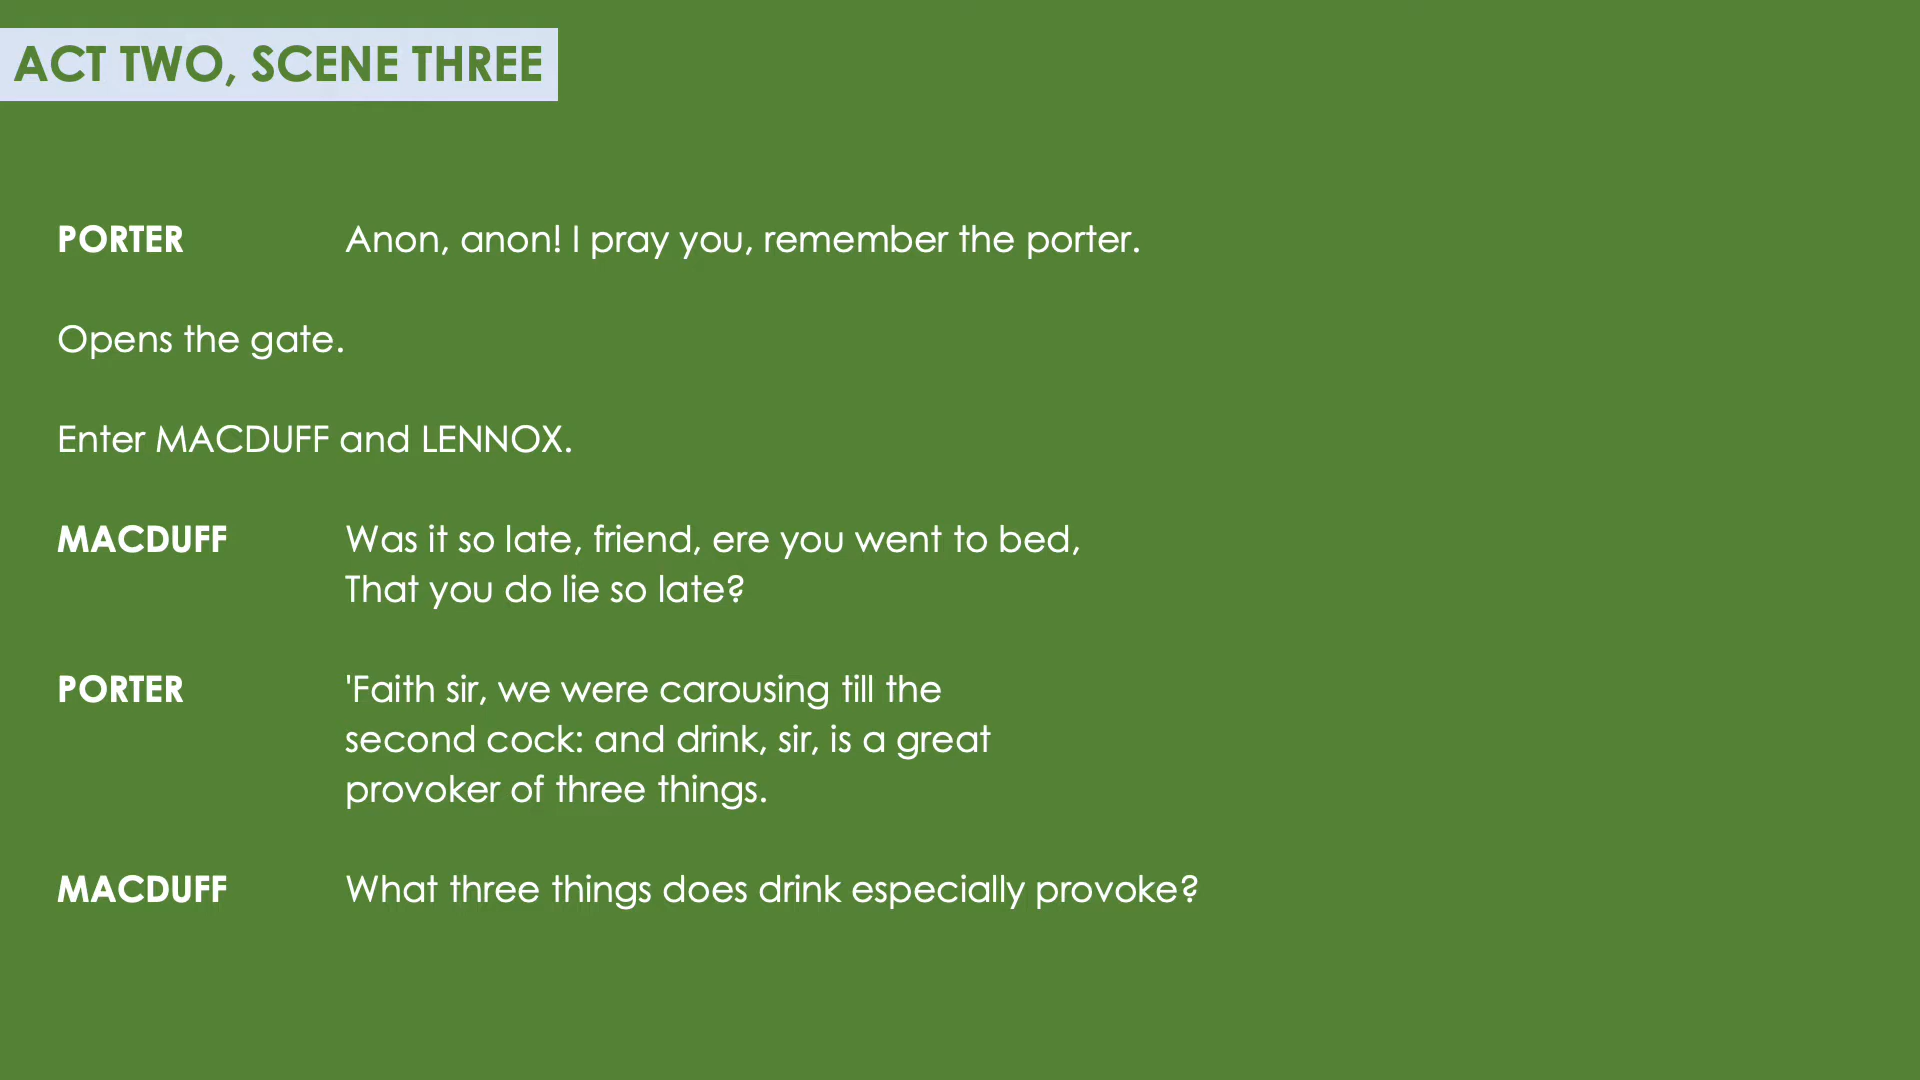 ACT TWO, SCENE THREE
PORTER Anon, anon! I pray you, remember the porter.
Opens the gate.
Enter MACDUFF and LENNOX.
MACDUFF Was it so late, friend, ere you went to bed,
That you do lie so late?
PORTER 'Faith sir, we were carousing till the
second cock: and drink, sir, is a great
provoker of three things.
MACDUFF What three things does drink especially provoke?